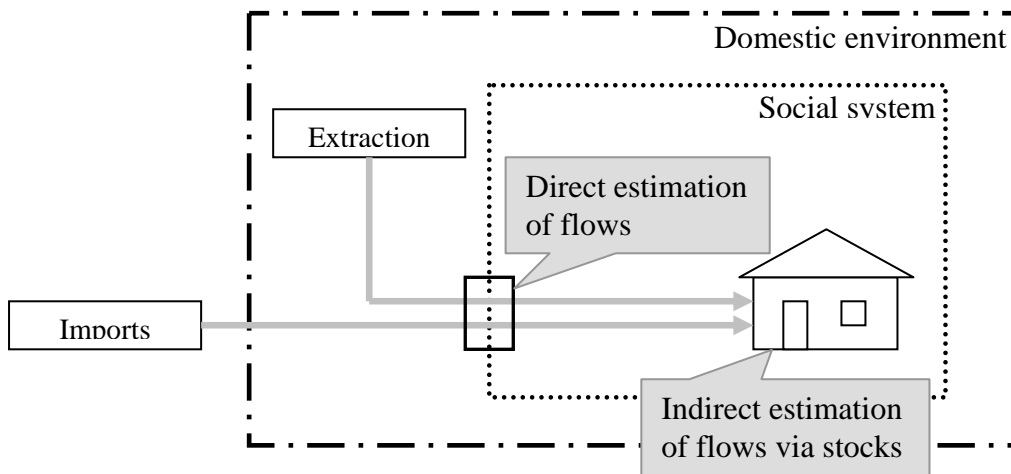 Domestic environment
Social system
Extraction
Direct estimation
of flows
Imports
Indirect estimation
of flows via stocks